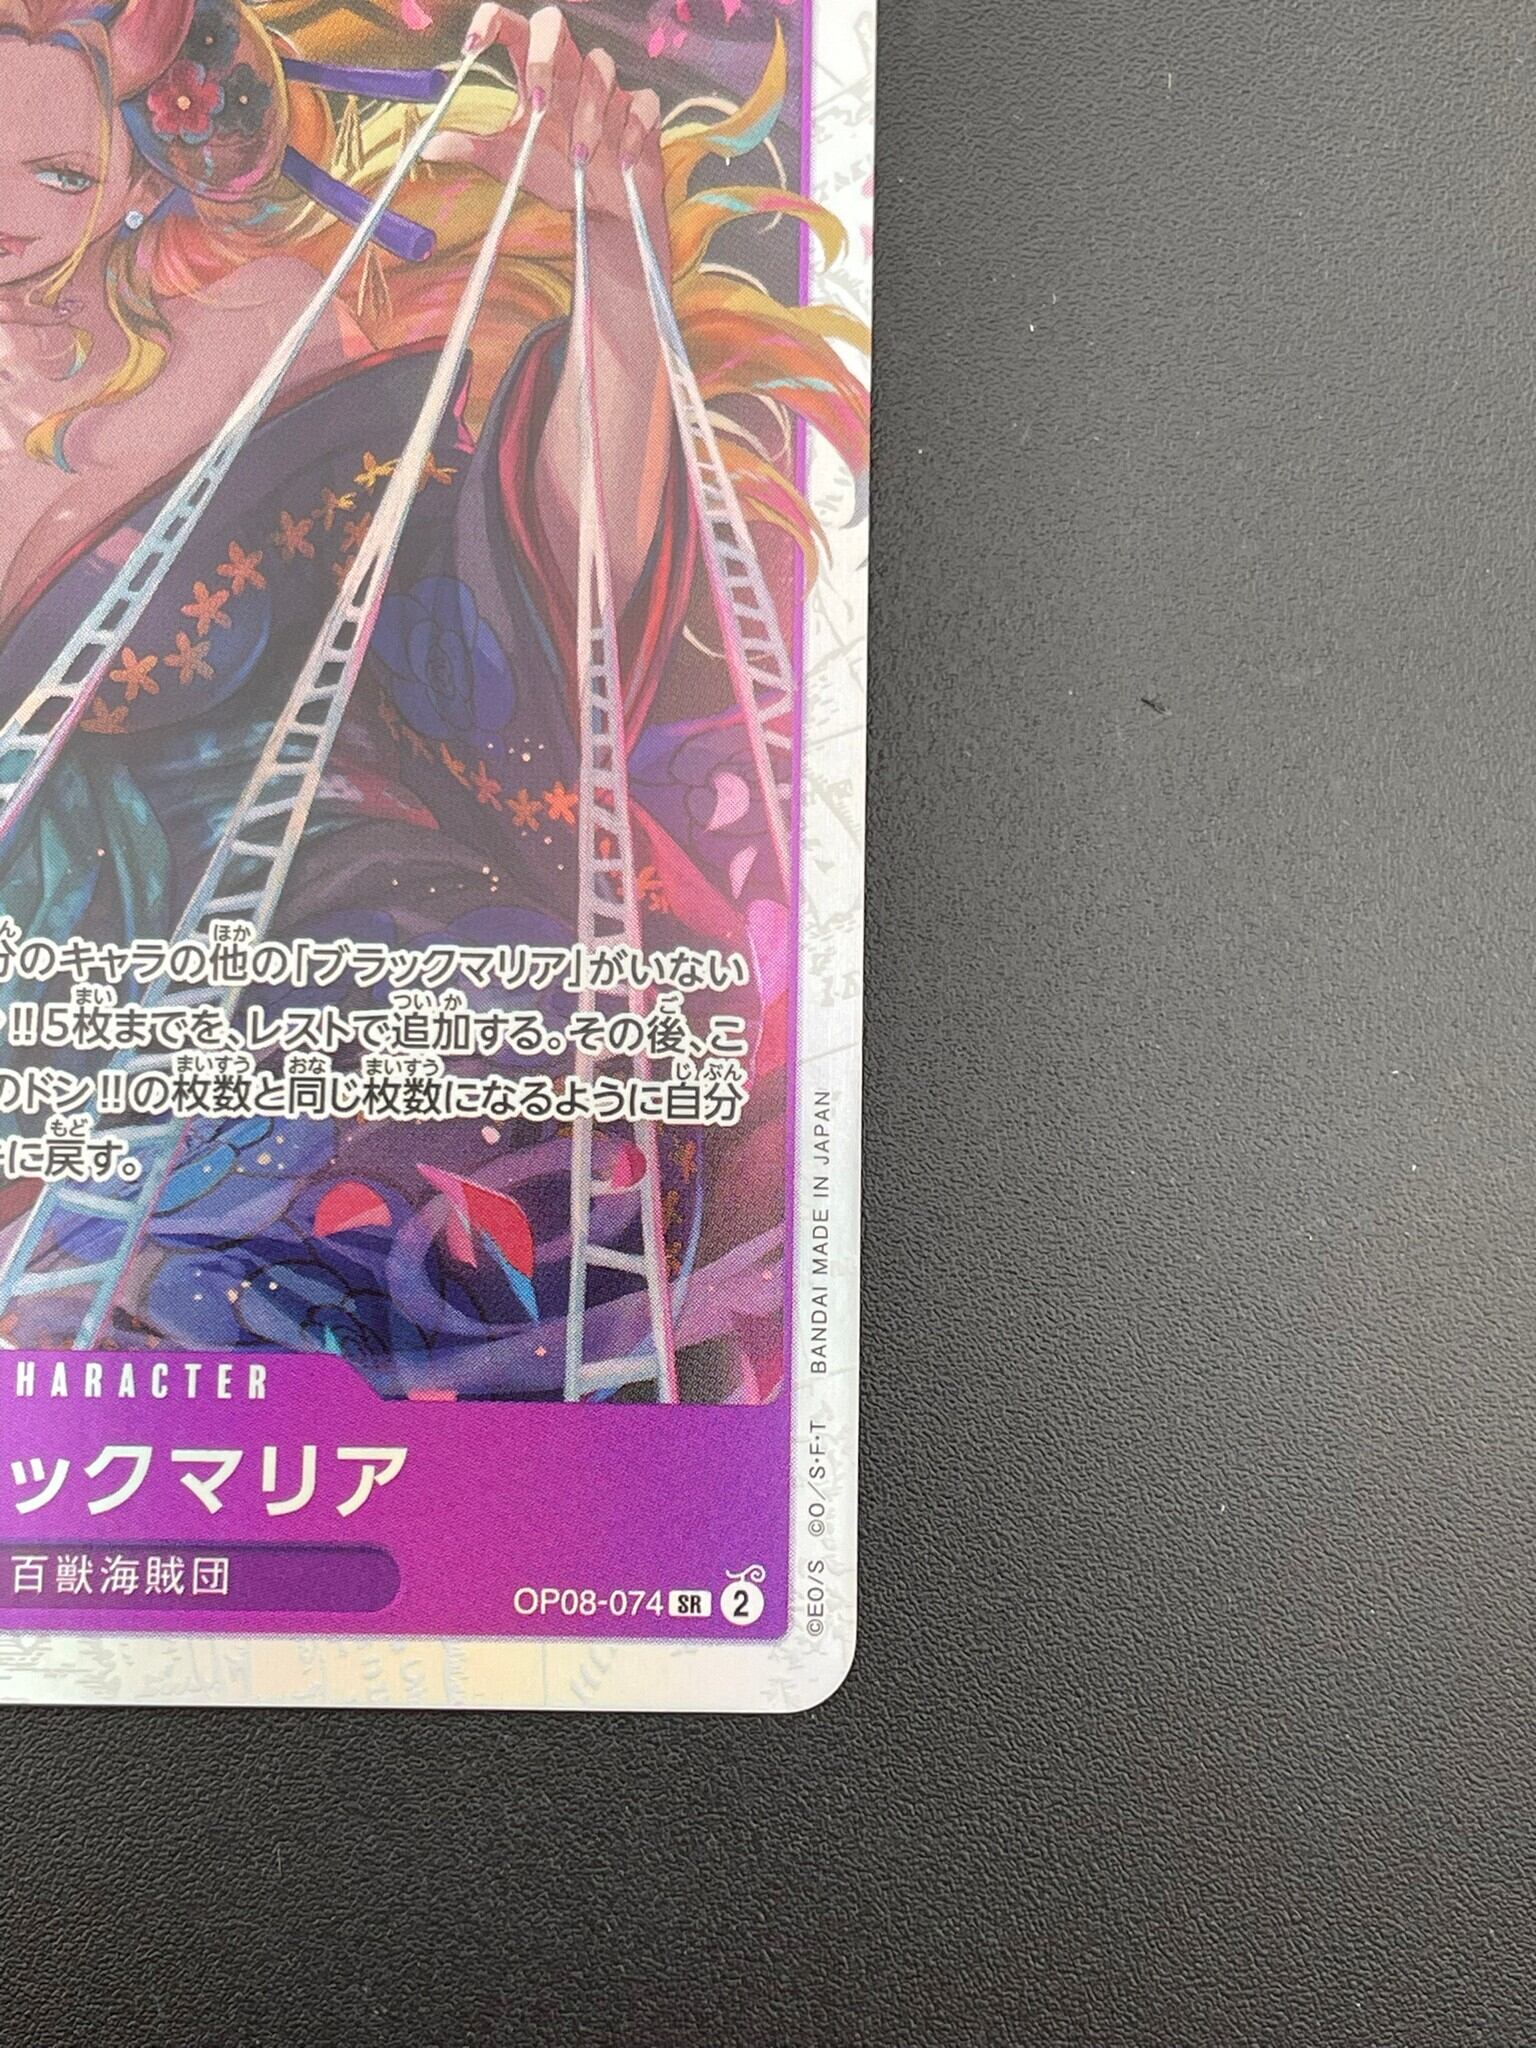 分のキャラの他の「ブラックマリア」がいない
!!5枚までを、レストで追加する。その後、こ
のドン!!の枚数と同じ枚数になるように自分
に戻す。
HARACTER
ックマリア
百獣海賊団
OP08-074 SR 2
©EO/S ©O/S・F・T BANDAI MADE IN JAPAN